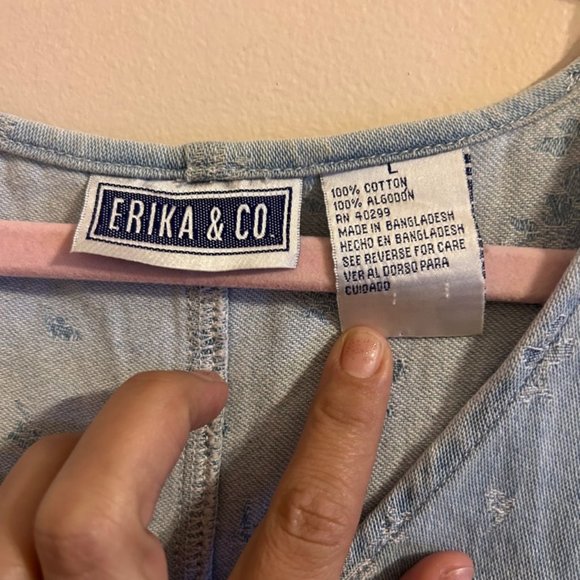 ERIKA & CO.
L
100% COTTON
100% ALGODON
RN 40299
MADE IN BANGLADESH
HECHO EN BANGLADESH
SEE REVERSE FOR CARE
VER AL DORSO PARA
CUIDADO